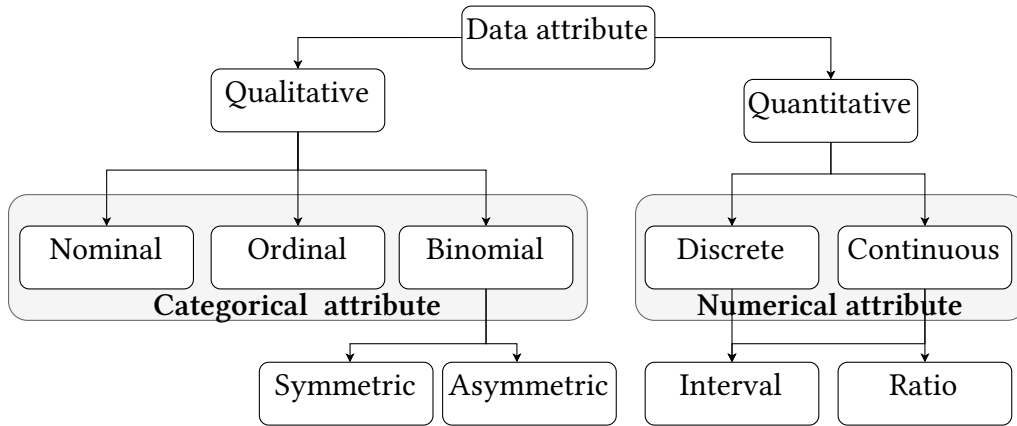 Data attribute
Qualitative
Quantitative
Nominal
Ordinal
Binomial
Discrete
Continuous
Categorical attribute
Numerical attribute
Symmetric
Asymmetric
Interval
Ratio